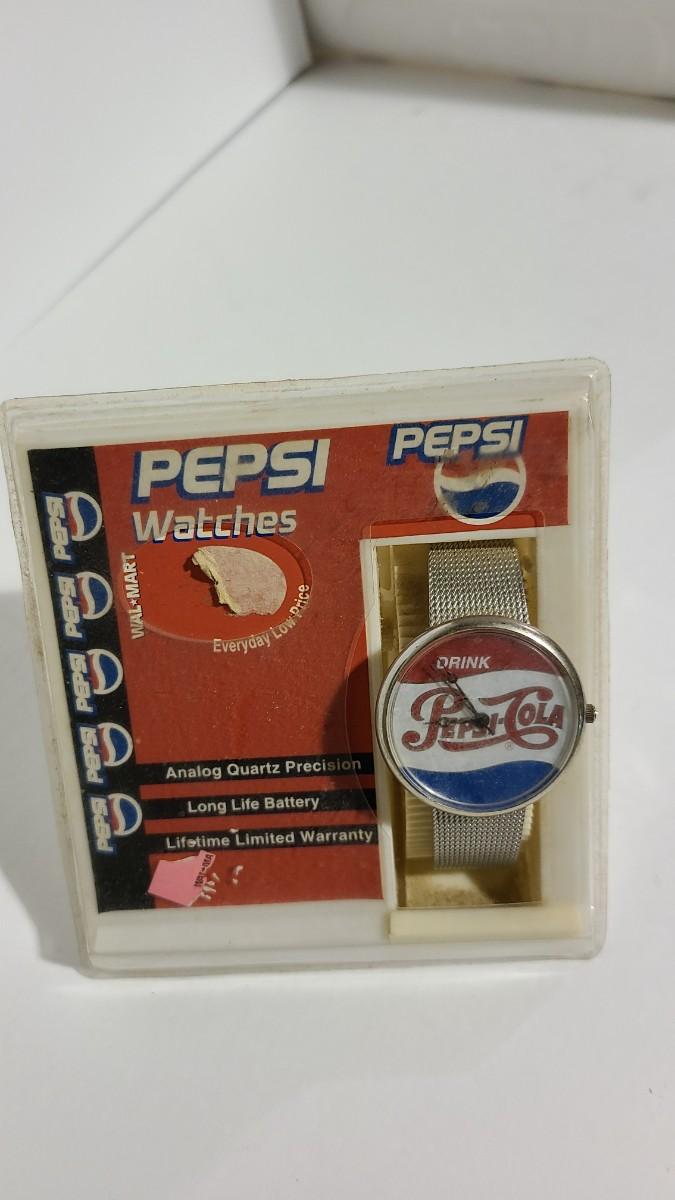 PEPSI
Watches
WAL★MART
Everyday Low Price
PEPSI
PEPSI
PEPSI
PEPSI
PEPSI
PEPSI
Analog Quartz Precision
Long Life Battery
Lifetime Limited Warranty
DRINK
PEPSI-COLA
®